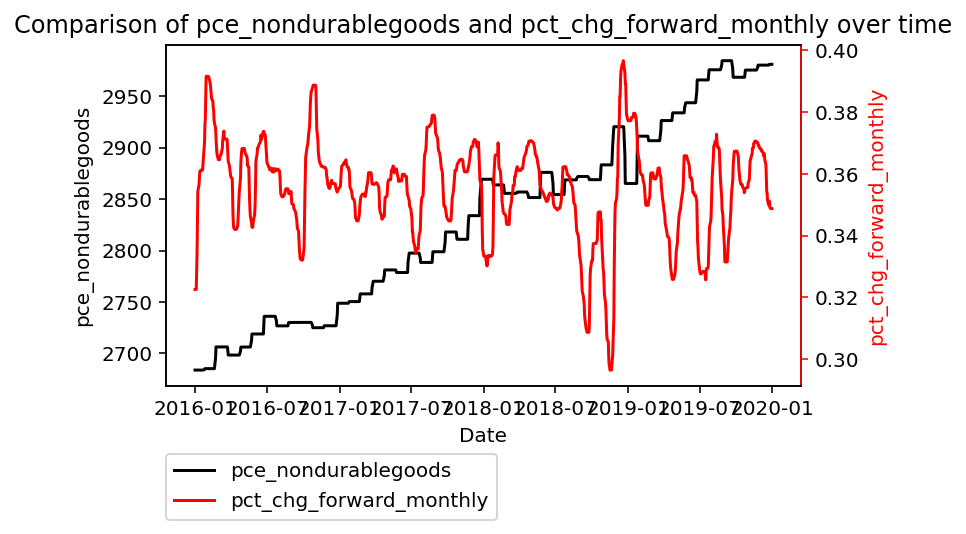 Comparison of pce_nondurablegoods and pct_chg_forward_monthly over time
0.40
2950
0.38
2900
0.36
2850
2800
0.34
2750
0.32
2700
0.30
pce_nondurablegoods
pct_chg_forward_monthly
2016-01 2016-07 2017-01 2017-07 2018-01 2018-07 2019-01 2019-07 2020-01
Date
pce_nondurablegoods
pct_chg_forward_monthly